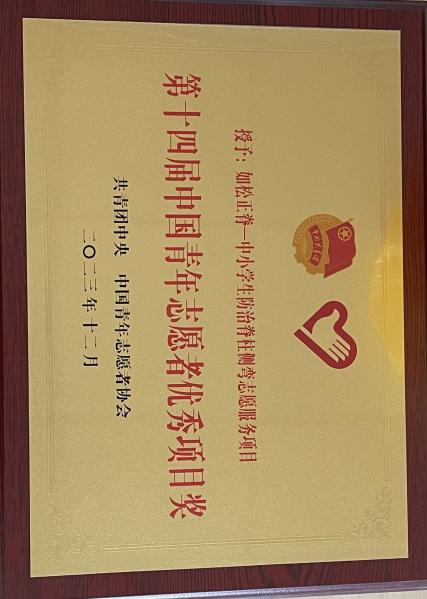 授予：如松正脊—中小学生防治脊柱侧弯志愿服务项目
第十四届中国青年志愿者优秀项目奖
共青团中央 中国青年志愿者协会
二〇二三年十二月